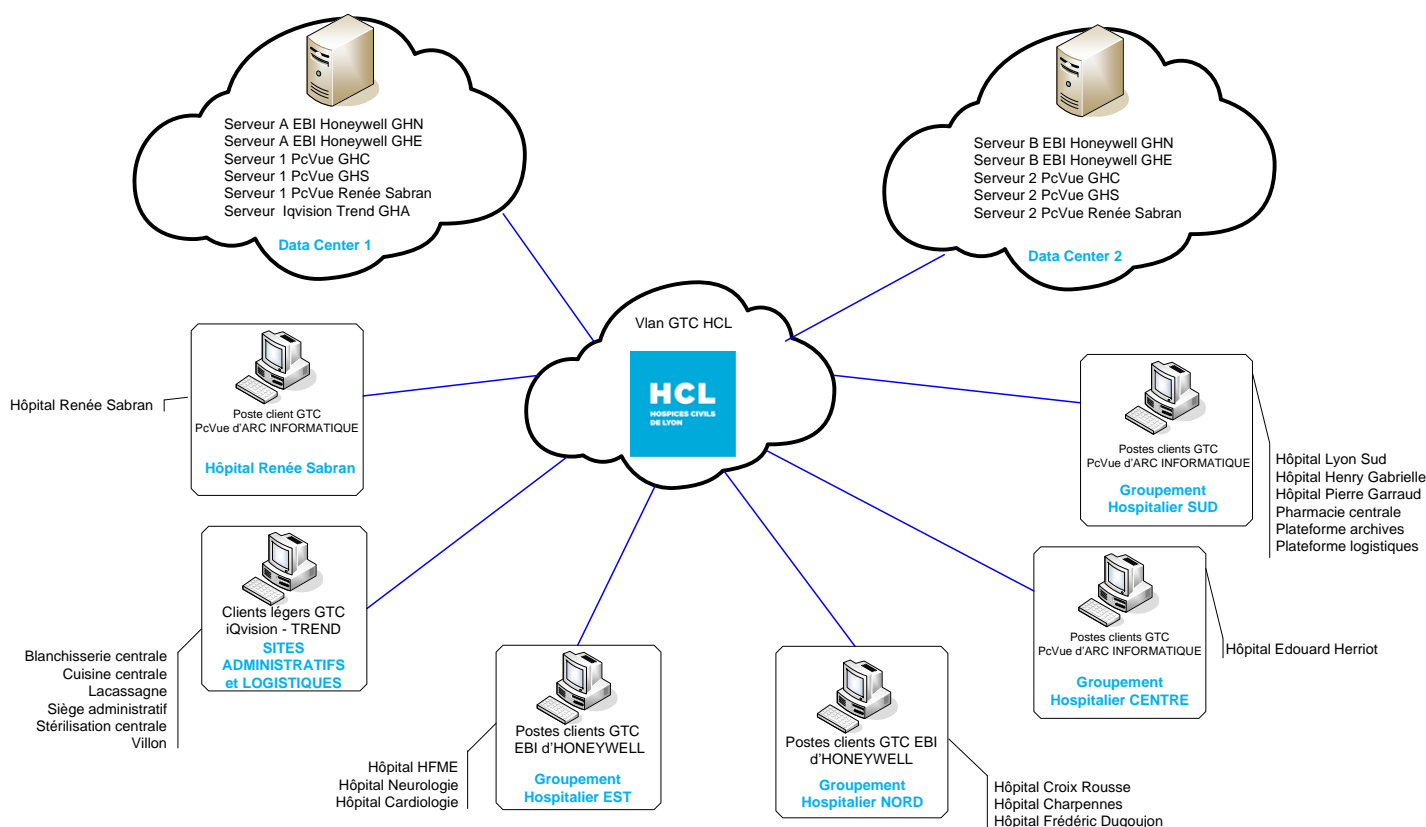 Serveur A EBI Honeywell GHN
Serveur A EBI Honeywell GHE
Serveur 1 PcVue GHC
Serveur 1 PcVue GHS
Serveur 1 PcVue Renée Sabran
Serveur  Iqvision Trend GHA
Data Center 1
Serveur B EBI Honeywell GHN
Serveur B EBI Honeywell GHE
Serveur 2 PcVue GHC
Serveur 2 PcVue GHS
Serveur 2 PcVue Renée Sabran
Data Center 2
Vlan GTC HCL
HCL
HOSPICES CIVILS
DE LYON
Hôpital Renée Sabran
Poste client GTC
PcVue d'ARC INFORMATIQUE
Hôpital Renée Sabran
Postes clients GTC
PcVue d'ARC INFORMATIQUE
Groupement
Hospitalier SUD
Hôpital Lyon Sud
Hôpital Henry Gabrielle
Hôpital Pierre Garraud
Pharmacie centrale
Plateforme archives
Plateforme logistiques
Clients légers GTC
iQvision - TREND
SITES
ADMINISTRATIFS
et LOGISTIQUES
Blanchisserie centrale
Cuisine centrale
Lacassagne
Siège administratif
Stérilisation centrale
Villon
Postes clients GTC
PcVue d'ARC INFORMATIQUE
Groupement
Hospitalier CENTRE
Hôpital Edouard Herriot
Postes clients GTC
EBI d'HONEYWELL
Groupement
Hospitalier EST
Hôpital HFME
Hôpital Neurologie
Hôpital Cardiologie
Postes clients GTC EBI
d'HONEYWELL
Groupement
Hospitalier NORD
Hôpital Croix Rousse
Hôpital Charpennes
Hôpital Frédéric Dugoujon